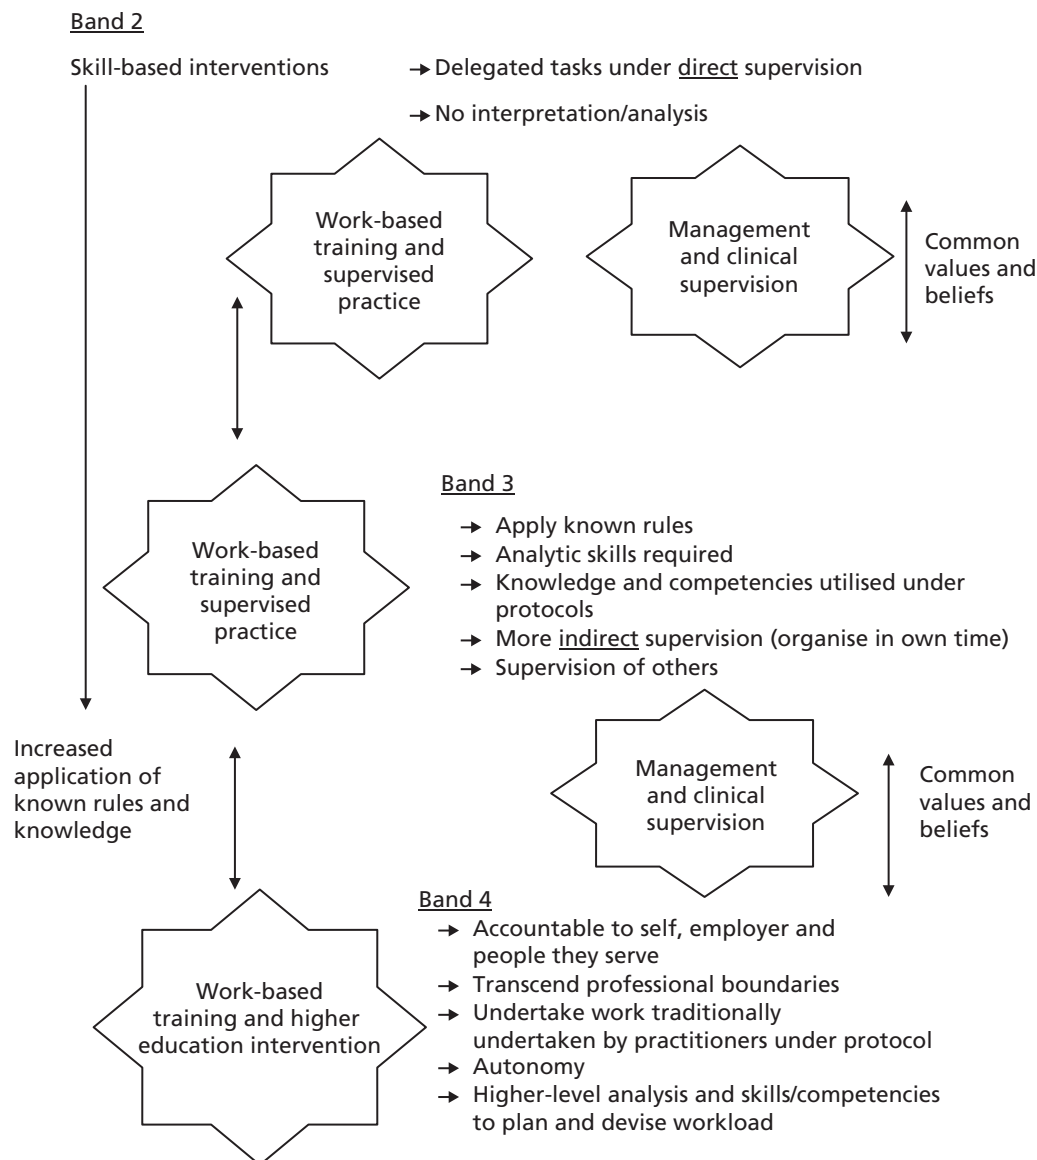 Band 2
Skill-based interventions
→ Delegated tasks under direct supervision
→ No interpretation/analysis
Work-based
training and
supervised
practice
Management
and clinical
supervision
Common
values and
beliefs
Work-based
training and
supervised
practice
Band 3
→ Apply known rules
→ Analytic skills required
→ Knowledge and competencies utilised under
protocols
→ More indirect supervision (organise in own time)
→ Supervision of others
Increased
application of
known rules and
knowledge
Management
and clinical
supervision
Common
values and
beliefs
Work-based
training and higher
education intervention
Band 4
→ Accountable to self, employer and
people they serve
→ Transcend professional boundaries
→ Undertake work traditionally
undertaken by practitioners under protocol
→ Autonomy
→ Higher-level analysis and skills/competencies
to plan and devise workload